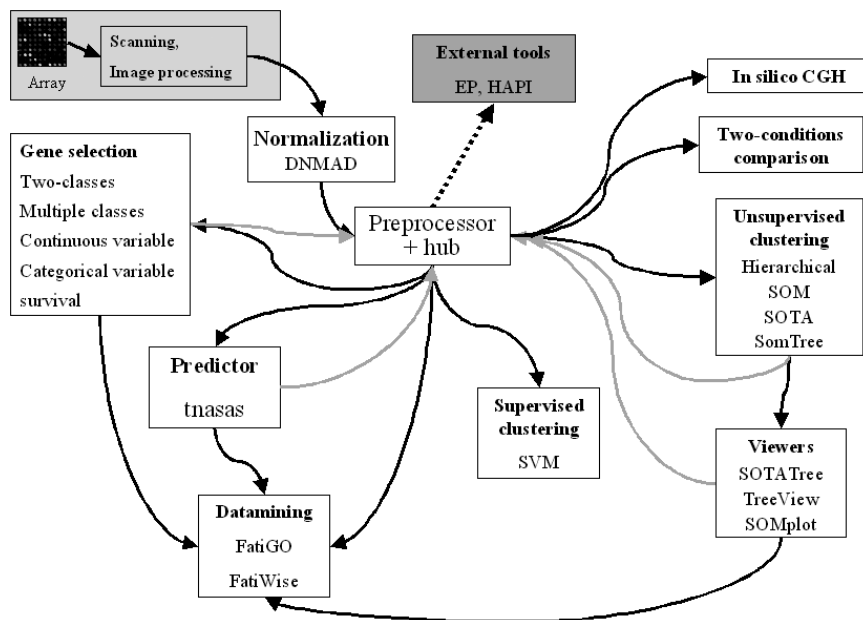 Array
Scanning,
Image processing
External tools
EP, HAPI
In silico CGH
Normalization
DNMAD
Two-conditions
comparison
Gene selection
Two-classes
Multiple classes
Continuous variable
Categorical variable
survival
Preprocessor
+ hub
Unsupervised
clustering
Hierarchical
SOM
SOTA
SomTree
Predictor
tnasas
Supervised
clustering
SVM
Viewers
SOTATree
TreeView
SOMplot
Datamining
FatiGO
FatiWise